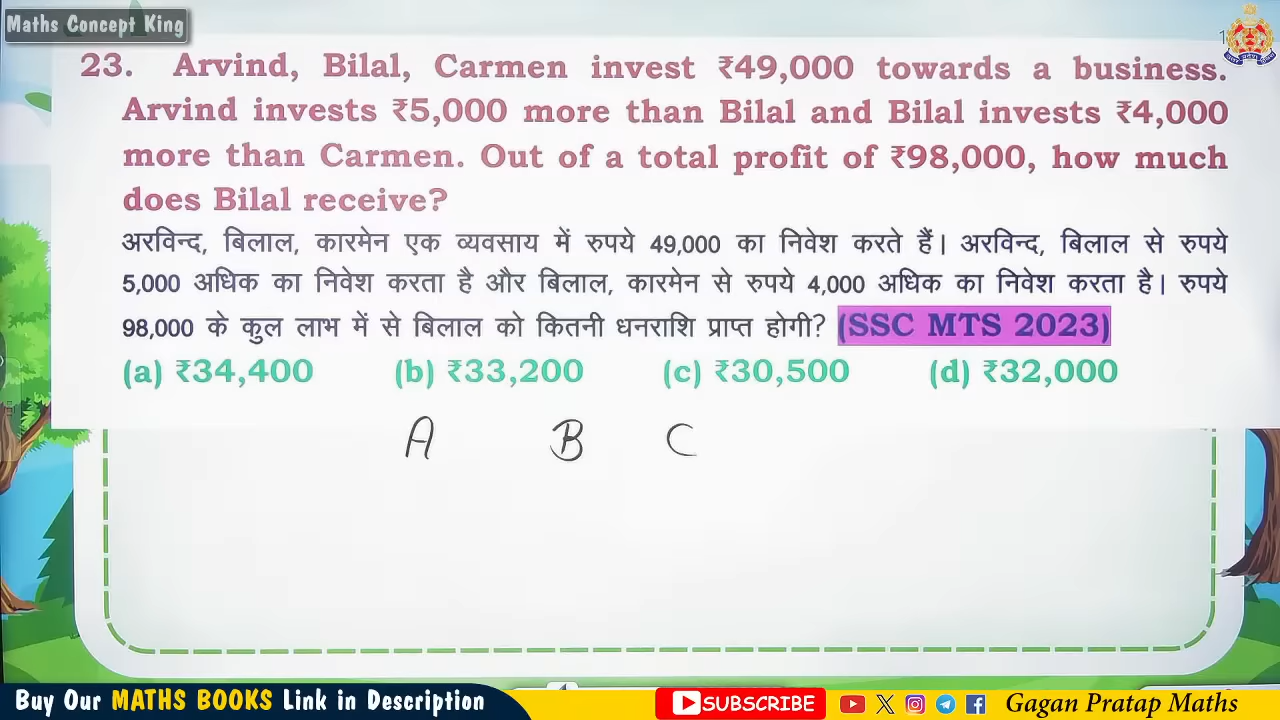 Maths Concept King
23. Arvind, Bilal, Carmen invest ₹49,000 towards a business.
Arvind invests ₹5,000 more than Bilal and Bilal invests ₹4,000
more than Carmen. Out of a total profit of ₹98,000, how much
does Bilal receive?
अरविन्द, बिलाल, कारमेन एक व्यवसाय में रुपये 49,000 का निवेश करते हैं। अरविन्द, बिलाल से रुपये
5,000 अधिक का निवेश करता है और बिलाल, कारमेन से रुपये 4,000 अधिक का निवेश करता है। रुपये
98,000 के कुल लाभ में से बिलाल को कितनी धनराशि प्राप्त होगी? (SSC MTS 2023)
(a) ₹34,400 (b) ₹33,200 (c) ₹30,500 (d) ₹32,000
A B C
Buy Our MATHS BOOKS Link in Description
SUBSCRIBE
Gagan Pratap Maths